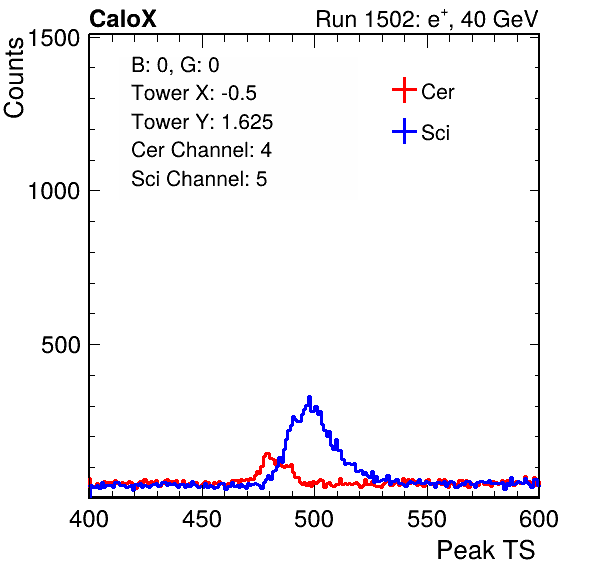 CaloX Run 1502: e+, 40 GeV
Counts
1500
1000
500
B: 0, G: 0
Tower X: -0.5
Tower Y: 1.625
Cer Channel: 4
Sci Channel: 5
Cer
Sci
400 450 500 550 600
Peak TS